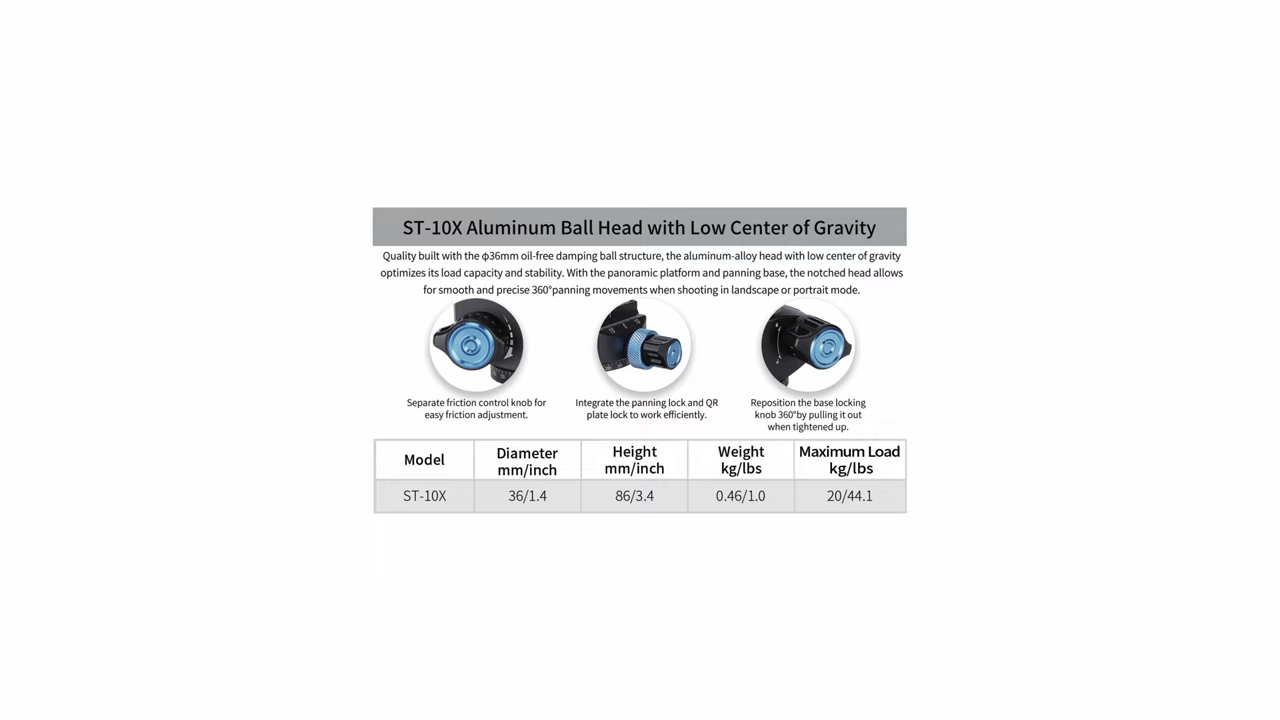 ST-10X Aluminum Ball Head with Low Center of Gravity
Quality built with the φ36mm oil-free damping ball structure, the aluminum-alloy head with low center of gravity
optimizes its load capacity and stability. With the panoramic platform and panning base, the notched head allows
for smooth and precise 360°panning movements when shooting in landscape or portrait mode.
Separate friction control knob for
easy friction adjustment.
Integrate the panning lock and QR
plate lock to work efficiently.
Reposition the base locking
knob 360°by pulling it out
when tightened up.
Model
Diameter
mm/inch
Height
mm/inch
Weight
kg/lbs
Maximum Load
kg/lbs
ST-10X
36/1.4
86/3.4
0.46/1.0
20/44.1